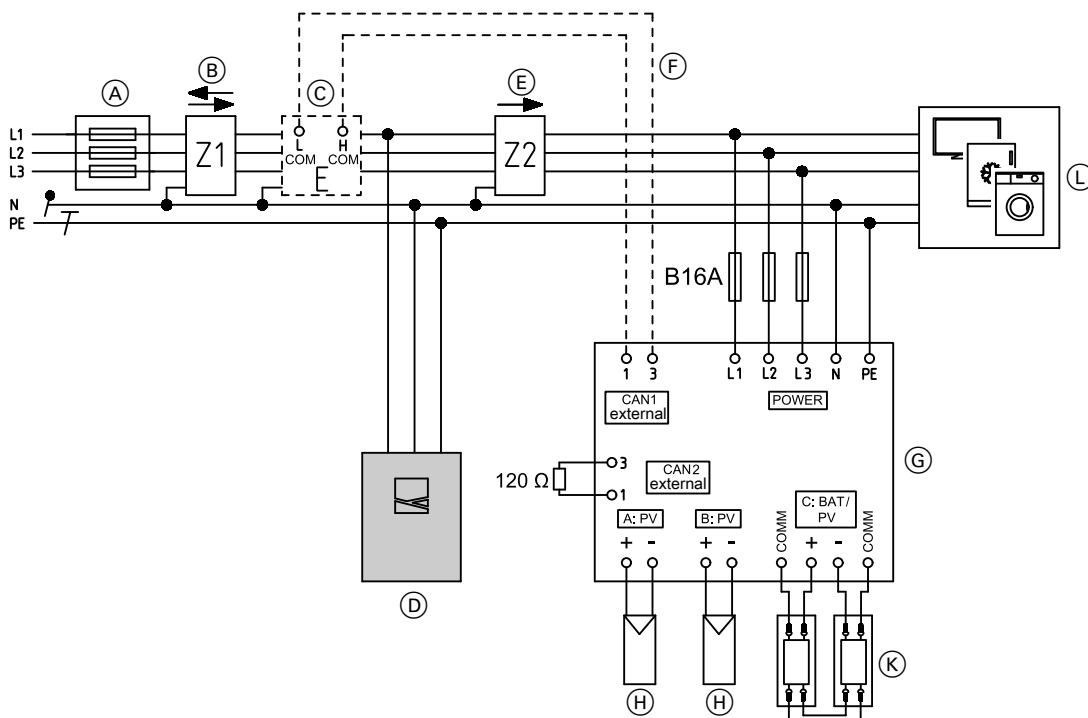 A
B
C
E
F
L1
L2
L3
N
PE
Z1
L H
COM COM
E
Z2
L
B16A
1 3 L1 L2 L3 N PE
CAN1
external
POWER
G
3
120 Ω
1
CAN2
external
A: PV
B: PV
C: BAT/
PV
COMM
COMM
+ - + - + -
D
H
H
K